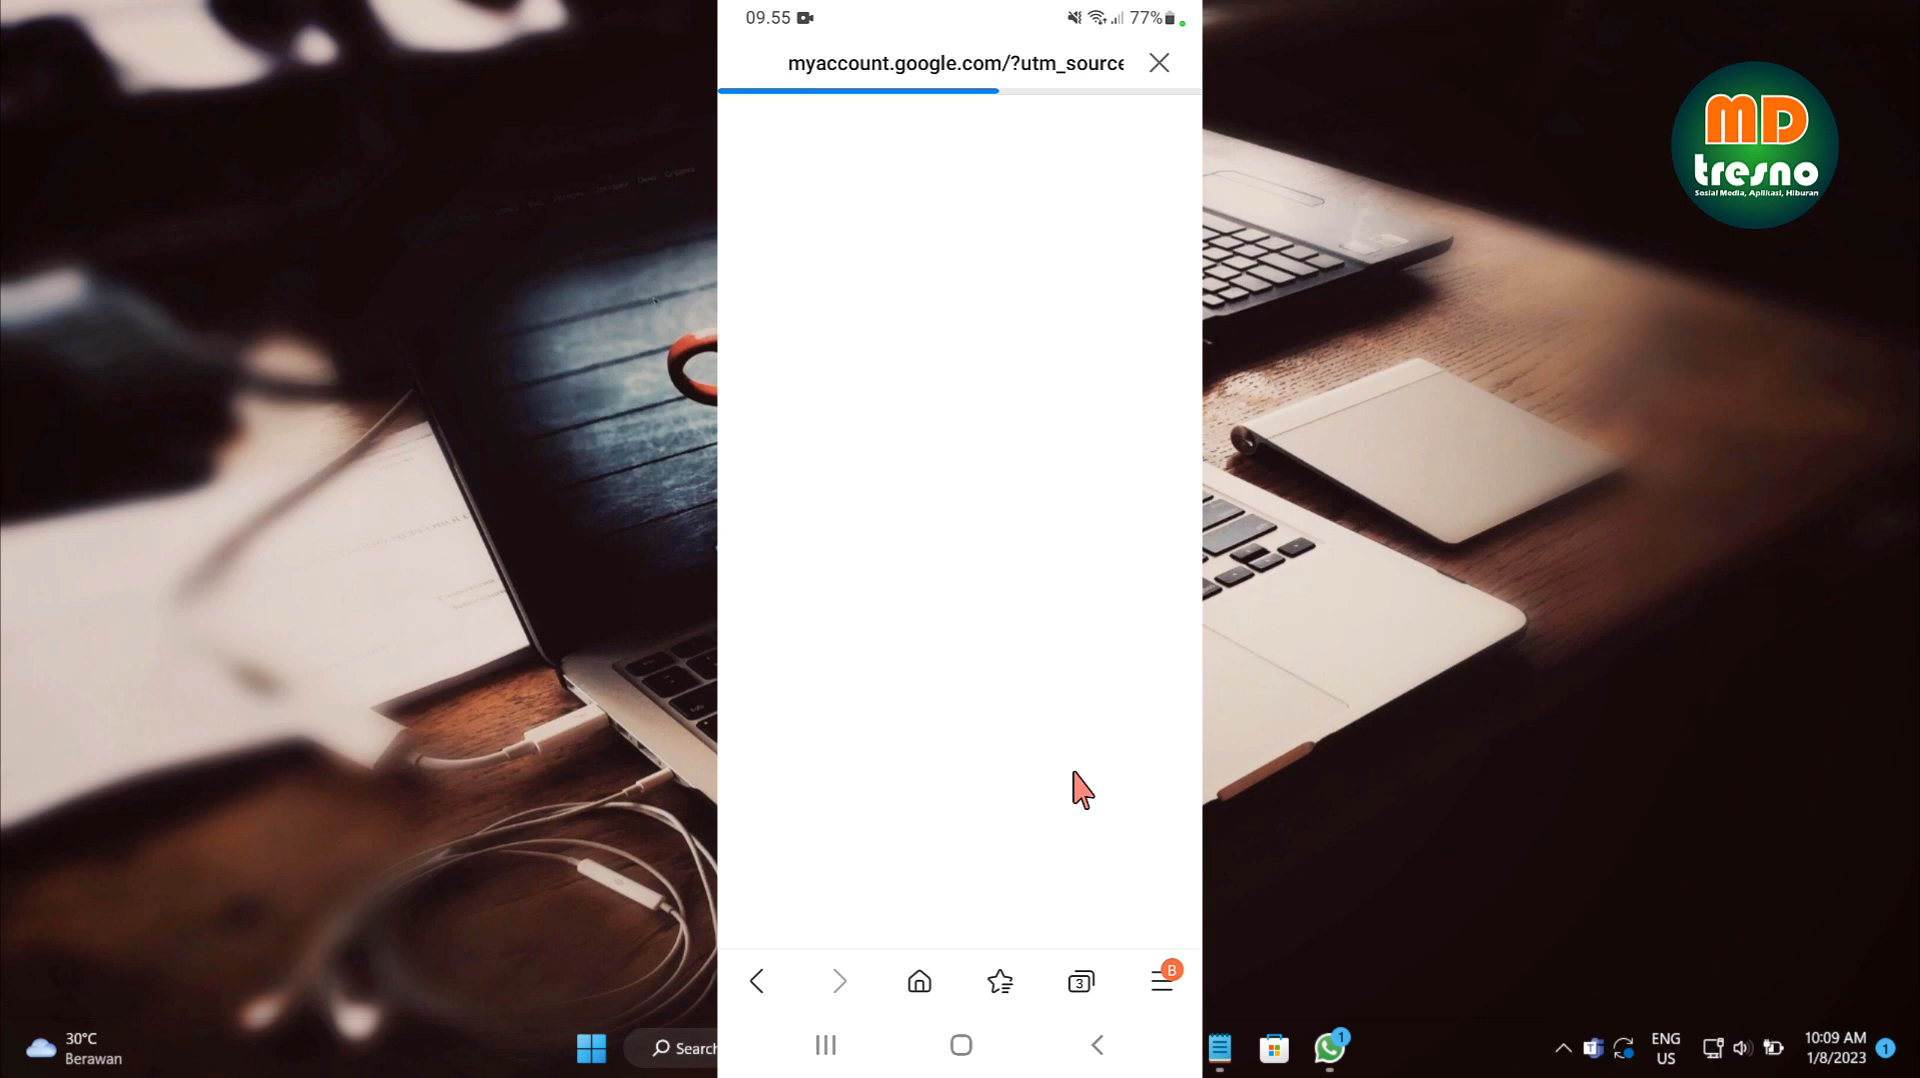 09.55
77%
myaccount.google.com/?utm_source
MD
tresno
Sosial Media, Aplikasi, Hiburan
3
B
30°C
Berawan
Search
1
ENG
US
10:09 AM
1/8/2023
1